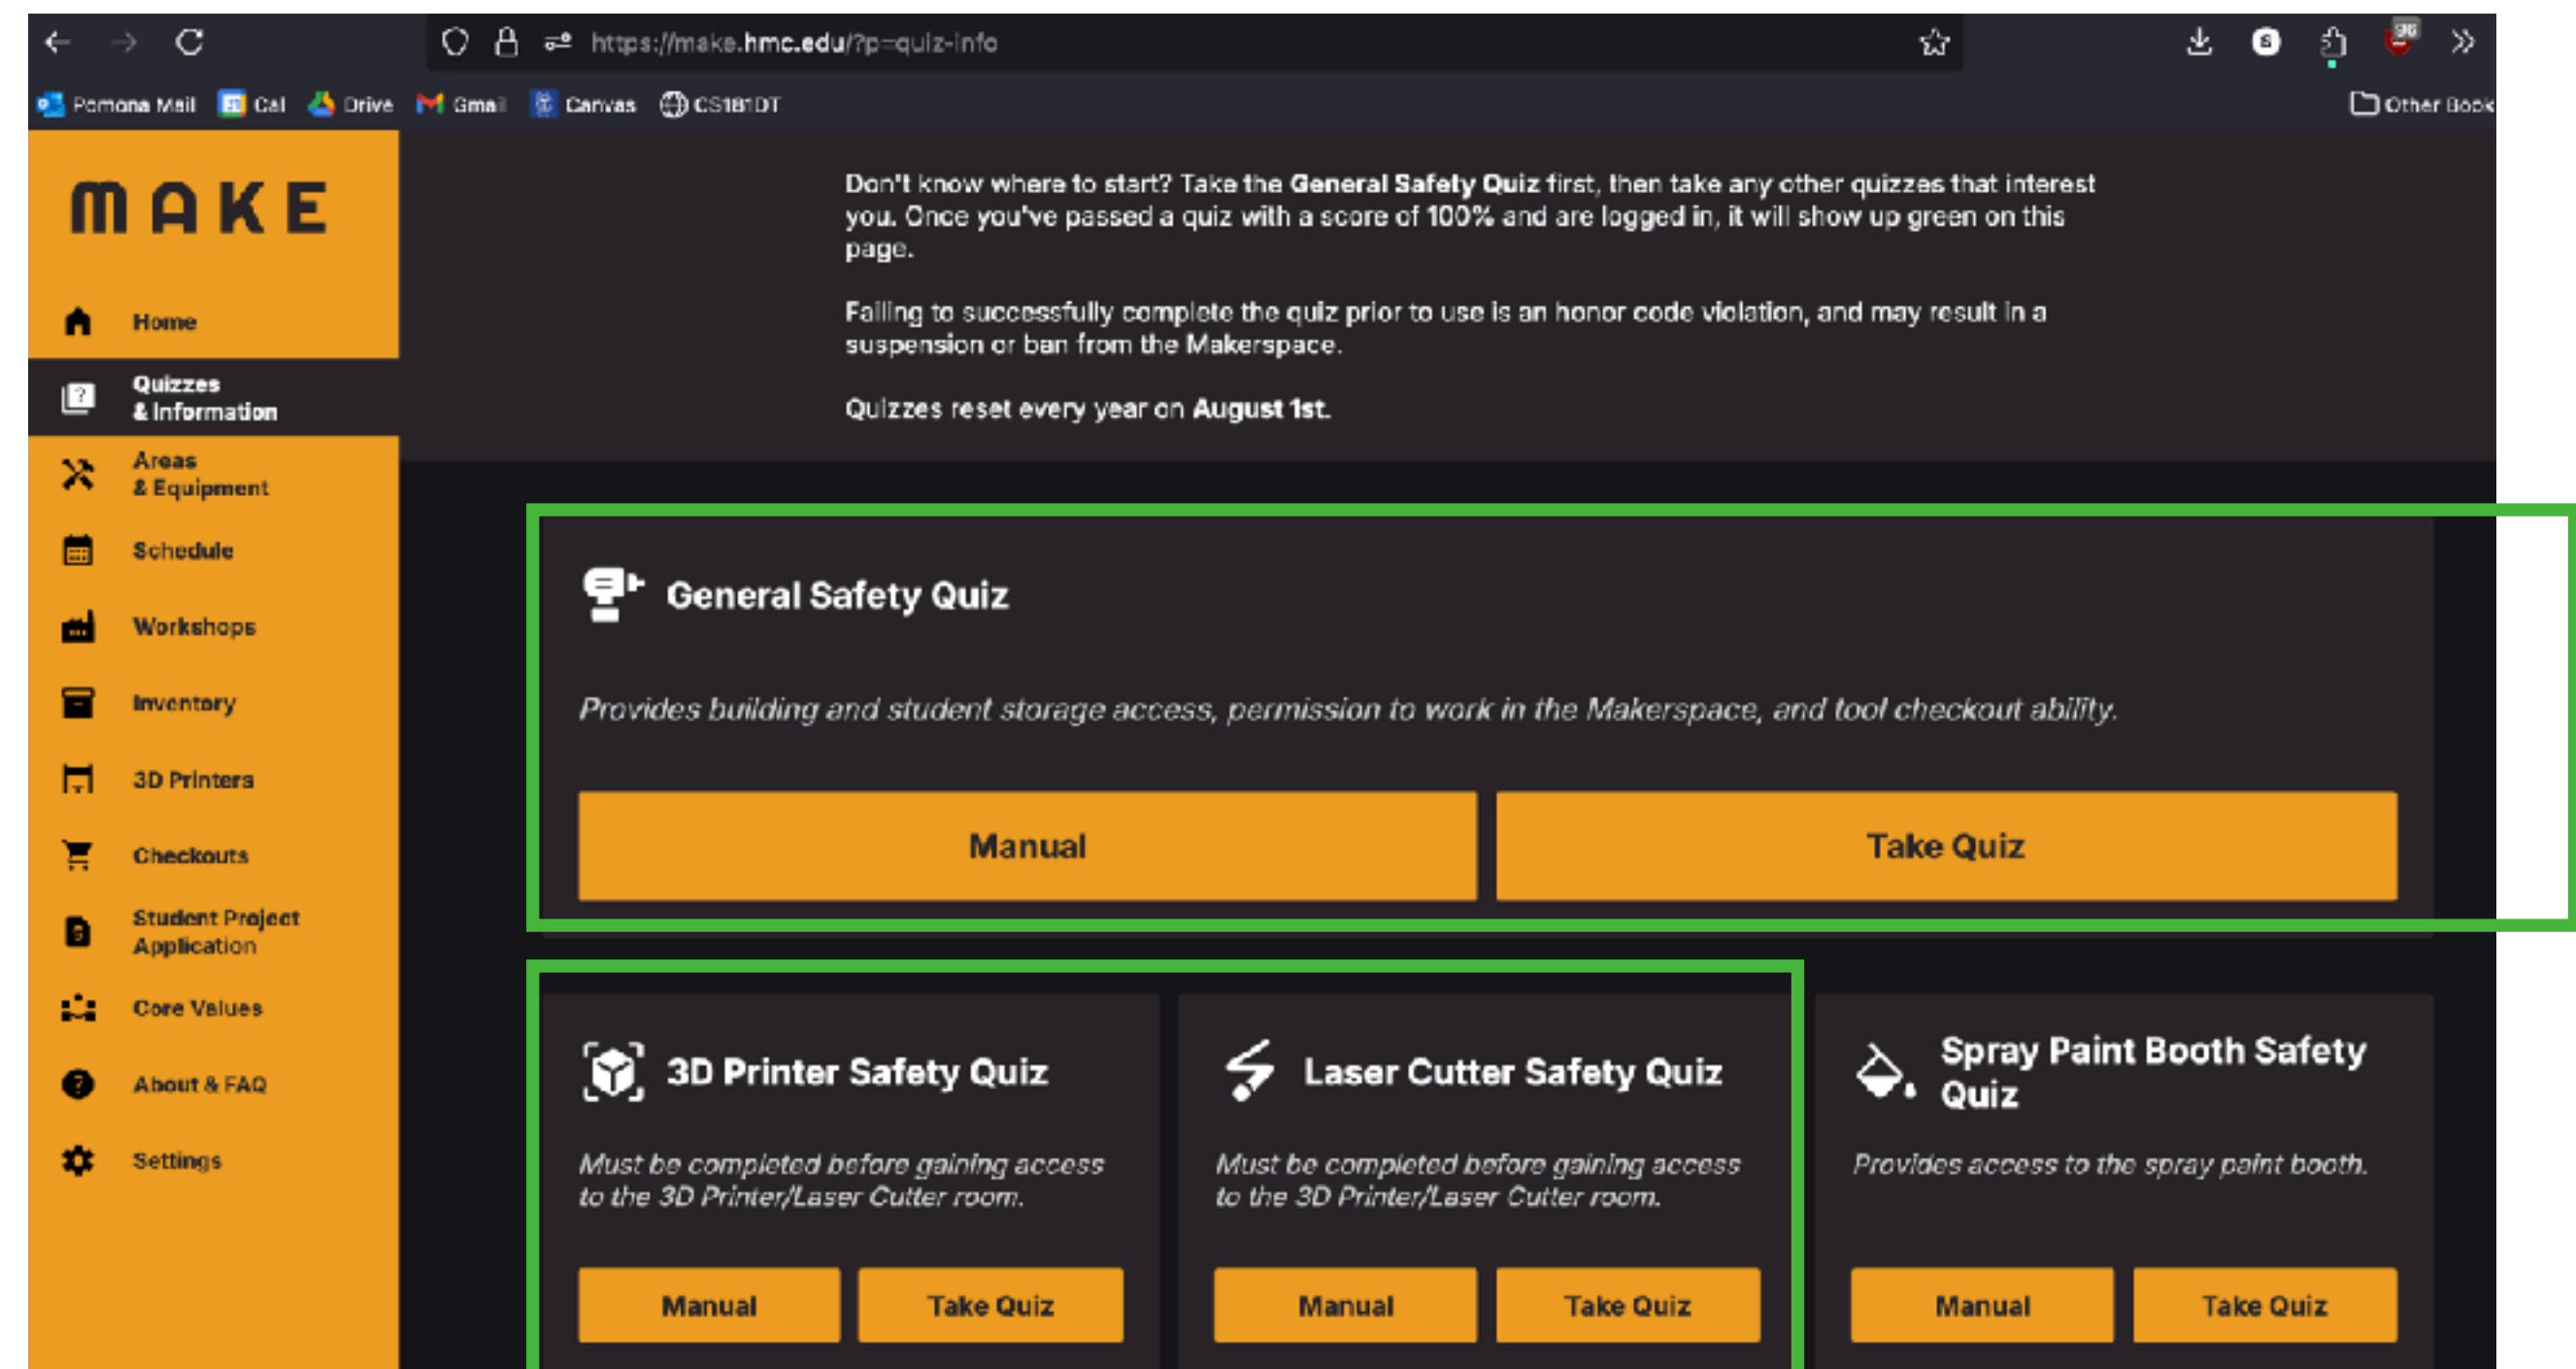 https://make.hmc.edu/?p=quiz-info
96
Pomona Mail
Cal
Drive
Gmail
Canvas
CS181DT
Other Book
MAKE
Home
Quizzes
& Information
Areas
& Equipment
Schedule
Workshops
Inventory
3D Printers
Checkouts
Student Project
Application
Core Values
About & FAQ
Settings
Don't know where to start? Take the General Safety Quiz first, then take any other quizzes that interest
you. Once you've passed a quiz with a score of 100% and are logged in, it will show up green on this
page.
Failing to successfully complete the quiz prior to use is an honor code violation, and may result in a
suspension or ban from the Makerspace.
Quizzes reset every year on August 1st.
General Safety Quiz
Provides building and student storage access, permission to work in the Makerspace, and tool checkout ability.
Manual
Take Quiz
3D Printer Safety Quiz
Must be completed before gaining access
to the 3D Printer/Laser Cutter room.
Manual
Take Quiz
Laser Cutter Safety Quiz
Must be completed before gaining access
to the 3D Printer/Laser Cutter room.
Manual
Take Quiz
Spray Paint Booth Safety
Quiz
Provides access to the spray paint booth.
Manual
Take Quiz